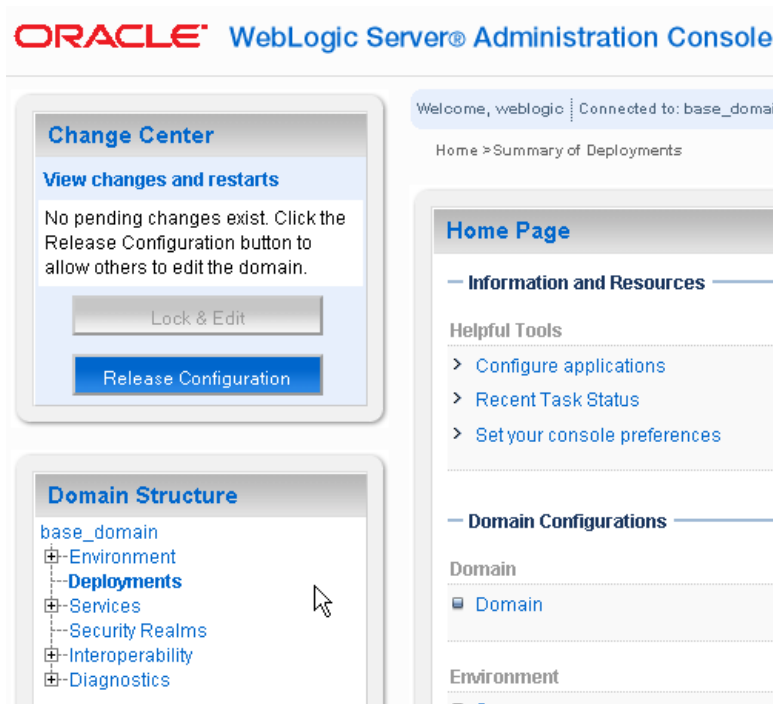 ORACLE® WebLogic Server® Administration Console
Change Center
View changes and restarts
No pending changes exist. Click the
Release Configuration button to
allow others to edit the domain.
Lock & Edit
Release Configuration
Domain Structure
base_domain
Environment
Deployments
Services
Security Realms
Interoperability
Diagnostics
Welcome, weblogic Connected to: base_domai
Home >Summary of Deployments
Home Page
Information and Resources
Helpful Tools
Configure applications
Recent Task Status
Set your console preferences
Domain Configurations
Domain
Domain
Environment